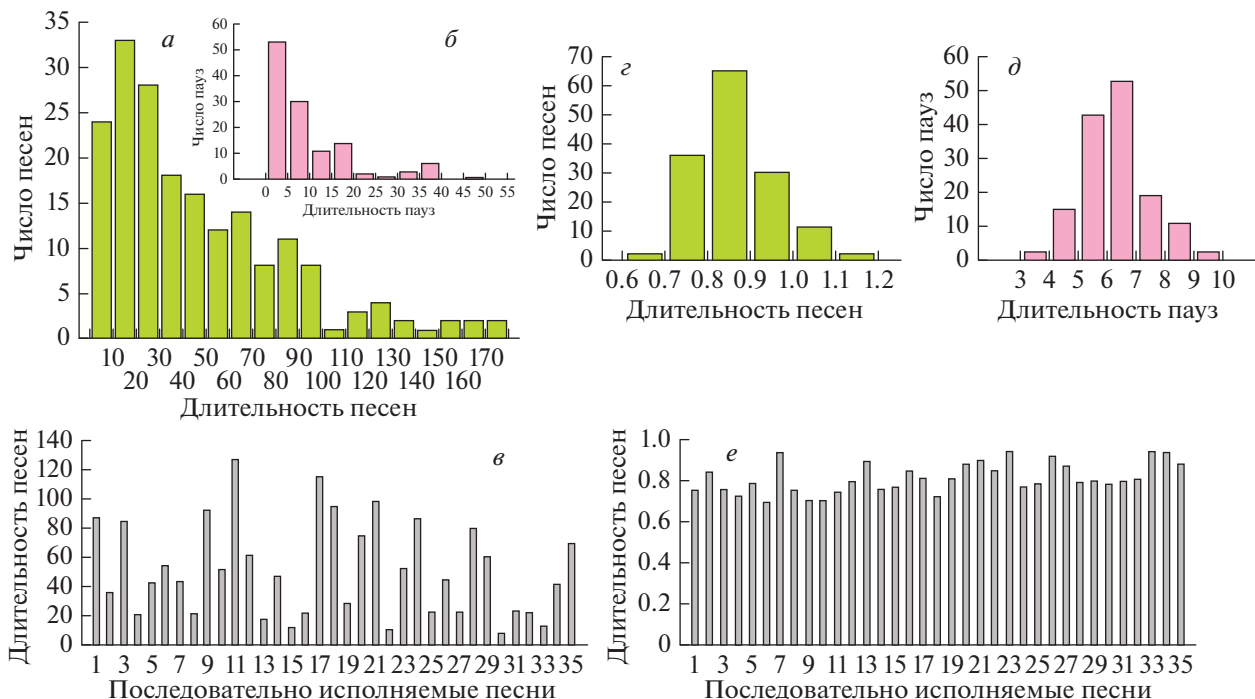 а
35
30
25
20
15
10
5
0
Число песен
10 30 50 70 90 110 130 150 170
20 40 60 80 100 120 140 160
Длительность песен
б
60
50
40
30
20
10
0
Число пауз
0 5 10 15 20 25 30 35 40 45 50 55
Длительность пауз
г
70
60
50
40
30
20
10
0
Число песен
0.6 0.7 0.8 0.9 1.0 1.1 1.2
Длительность песен
д
60
50
40
30
20
10
0
Число пауз
3 4 5 6 7 8 9 10
Длительность пауз
в
140
120
100
80
60
40
20
0
Длительность песен
1 3 5 7 9 11 13 15 17 19 21 23 25 27 29 31 33 35
Последовательно исполняемые песни
е
1.0
0.8
0.6
0.4
0.2
0
Длительность песен
1 3 5 7 9 11 13 15 17 19 21 23 25 27 29 31 33 35
Последовательно исполняемые песни